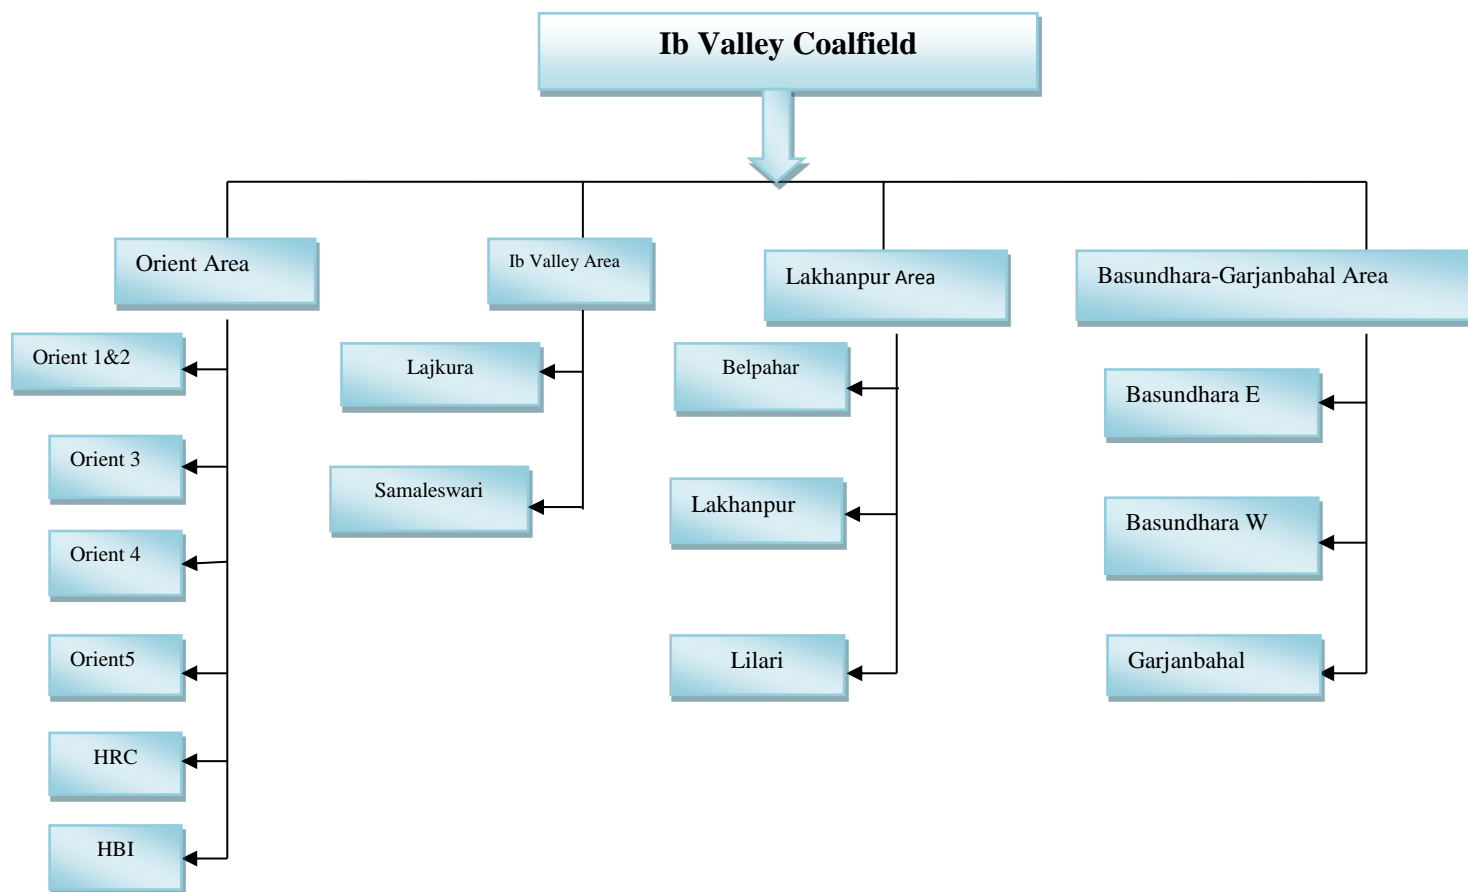 Ib Valley Coalfield
Orient Area
Ib Valley Area
Lakhanpur Area
Basundhara-Garjanbahal Area
Orient 1&2
Orient 3
Orient 4
Orient5
HRC
HBI
Lajkura
Samaleswari
Belpahar
Lakhanpur
Lilari
Basundhara E
Basundhara W
Garjanbahal